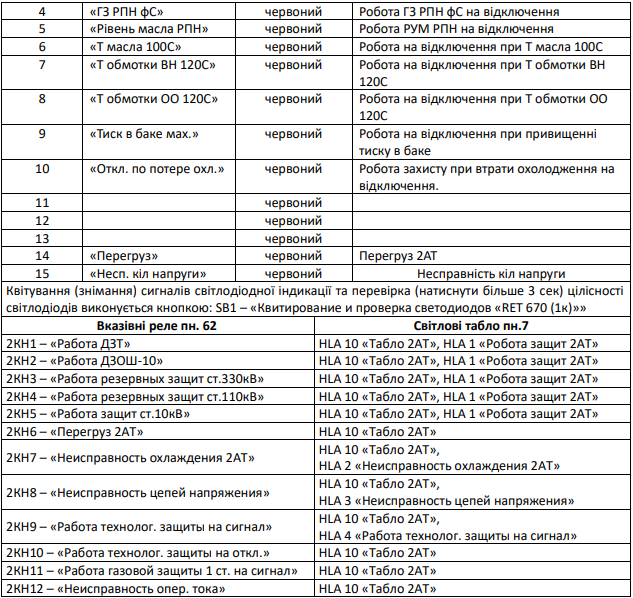 4 «ГЗ РПН фС» червоний Робота ГЗ РПН фС на відключення
5 «Рівень масла РПН» червоний Робота РУМ РПН на відключення
6 «Т масла 100С» червоний Робота на відключення при Т масла 100С
7 «Т обмотки ВН 120С» червоний Робота на відключення при Т обмотки ВН
120С
8 «Т обмотки ОО 120С» червоний Робота на відключення при Т обмотки ОО
120С
9 «Тиск в баке мах.» червоний Робота на відключення при привищенні
тиску в баке
10 «Откл. по потере охл.» червоний Робота захисту при втрати охолодження на
відключення.
11 червоний
12 червоний
13 червоний
14 «Перегруз» червоний Перегруз 2АТ
15 «Несп. кіл напруги» червоний Несправність кіл напруги
Квітування (знімання) сигналів світлодіодної індикації та перевірка (натиснути більше 3 сек) цілісності
світлодіодів виконується кнопкою: SB1 – «Квитирование и проверка светодиодов «RET 670 (1к)»»
Вказівні реле пн. 62 Світлові табло пн.7
2КН1 – «Работа ДЗТ» HLA 10 «Табло 2АТ», HLA 1 «Робота защит 2АТ»
2КН2 – «Работа ДЗОШ-10» HLA 10 «Табло 2АТ», HLA 1 «Робота защит 2АТ»
2КН3 – «Работа резервных защит ст.330кВ» HLA 10 «Табло 2АТ», HLA 1 «Робота защит 2АТ»
2КН4 – «Работа резервных защит ст.110кВ» HLA 10 «Табло 2АТ», HLA 1 «Робота защит 2АТ»
2КН5 – «Работа защит ст.10кВ» HLA 10 «Табло 2АТ», HLA 1 «Робота защит 2АТ»
2КН6 – «Перегруз 2АТ» HLA 10 «Табло 2АТ»
2КН7 – «Неисправность охлаждения 2АТ» HLA 10 «Табло 2АТ»,
HLA 2 «Неисправность охлаждения 2АТ»
2КН8 – «Неисправность цепей напряжения» HLA 10 «Табло 2АТ»,
HLA 3 «Неисправность цепей напряжения»
2КН9 – «Работа технолог. защиты на сигнал» HLA 10 «Табло 2АТ»,
HLA 4 «Работа технолог. защиты на сигнал»
2КН10 – «Работа технолог. защиты на откл.» HLA 10 «Табло 2АТ»
2КН11 – «Работа газовой защиты 1 ст. на сигнал» HLA 10 «Табло 2АТ»
2КН12 – «Неисправность опер. тока» HLA 10 «Табло 2АТ»